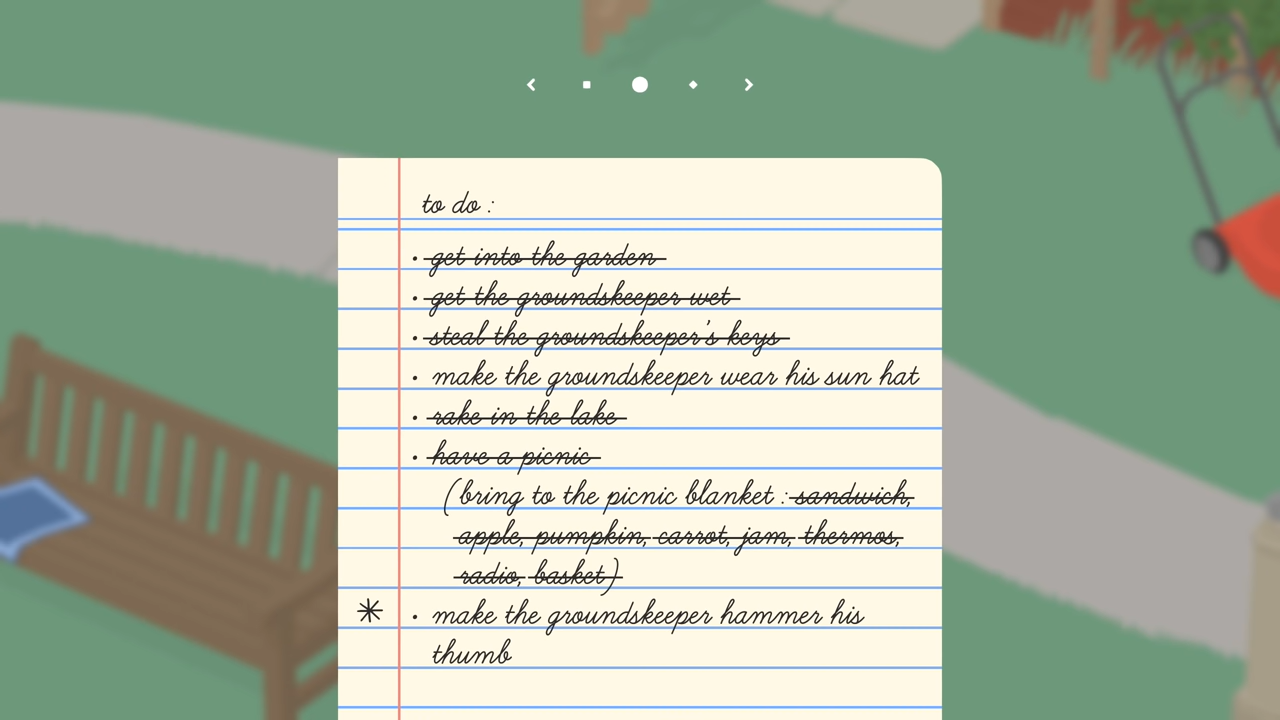 to do :
• get into the garden
• get the groundskeeper wet
• steal the groundskeeper's keys
• make the groundskeeper wear his sun hat
• rake in the lake
• have a picnic
(bring to the picnic blanket : sandwich,
apple, pumpkin, carrot, jam, thermos,
radio, basket)
* • make the groundskeeper hammer his
thumb